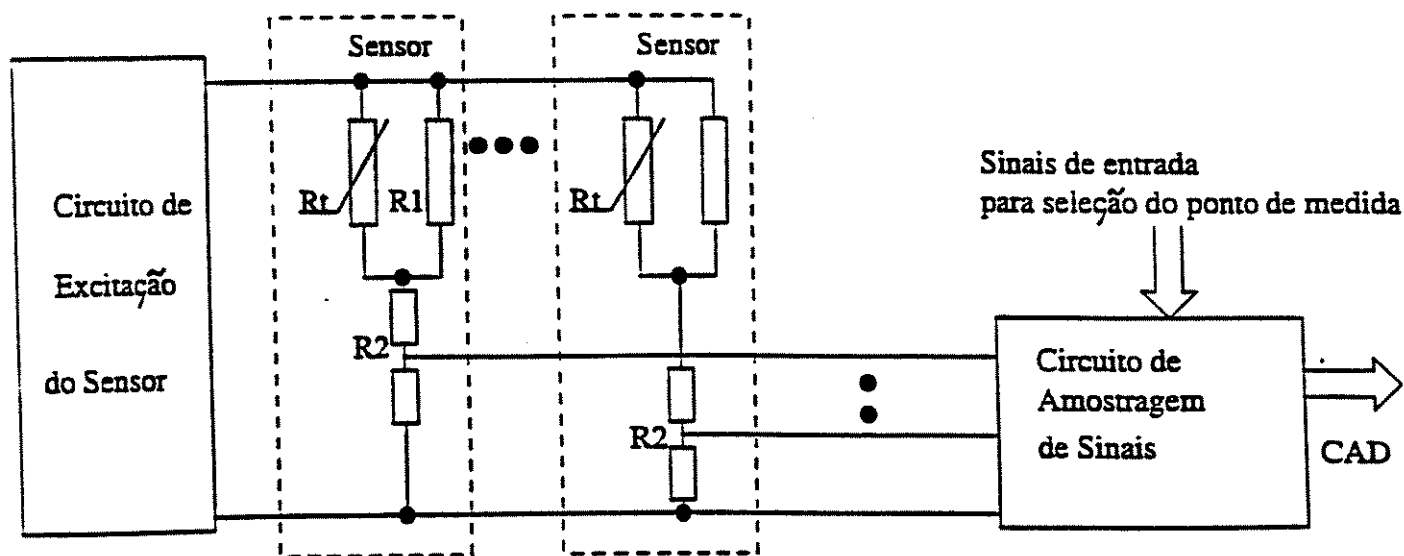 Sensor
Sensor
Circuito de
Excitação
do Sensor
Rt
R1
Rt
R2
R2
Sinais de entrada
para seleção do ponto de medida
Circuito de
Amostragem
de Sinais
CAD